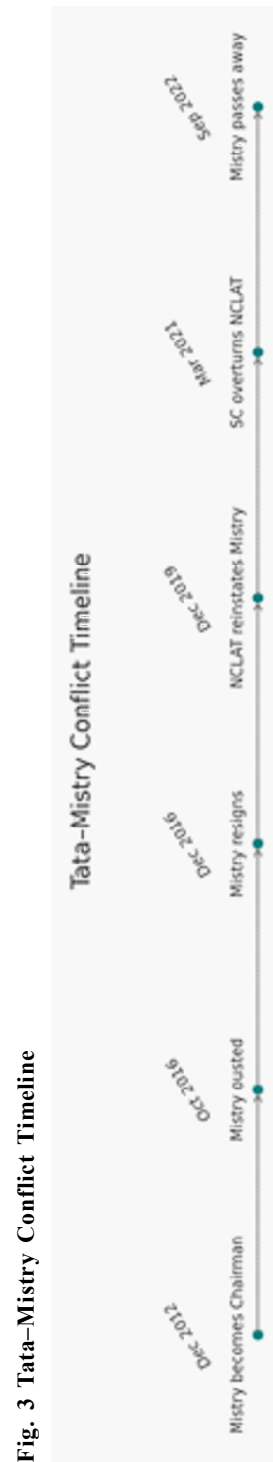 Fig. 3 Tata–Mistry Conflict Timeline
Tata–Mistry Conflict Timeline
Dec 2012
Mistry becomes Chairman
Oct 2016
Mistry ousted
Dec 2016
Mistry resigns
Dec 2019
NCLAT reinstates Mistry
Mar 2021
SC overturns NCLAT
Sep 2022
Mistry passes away